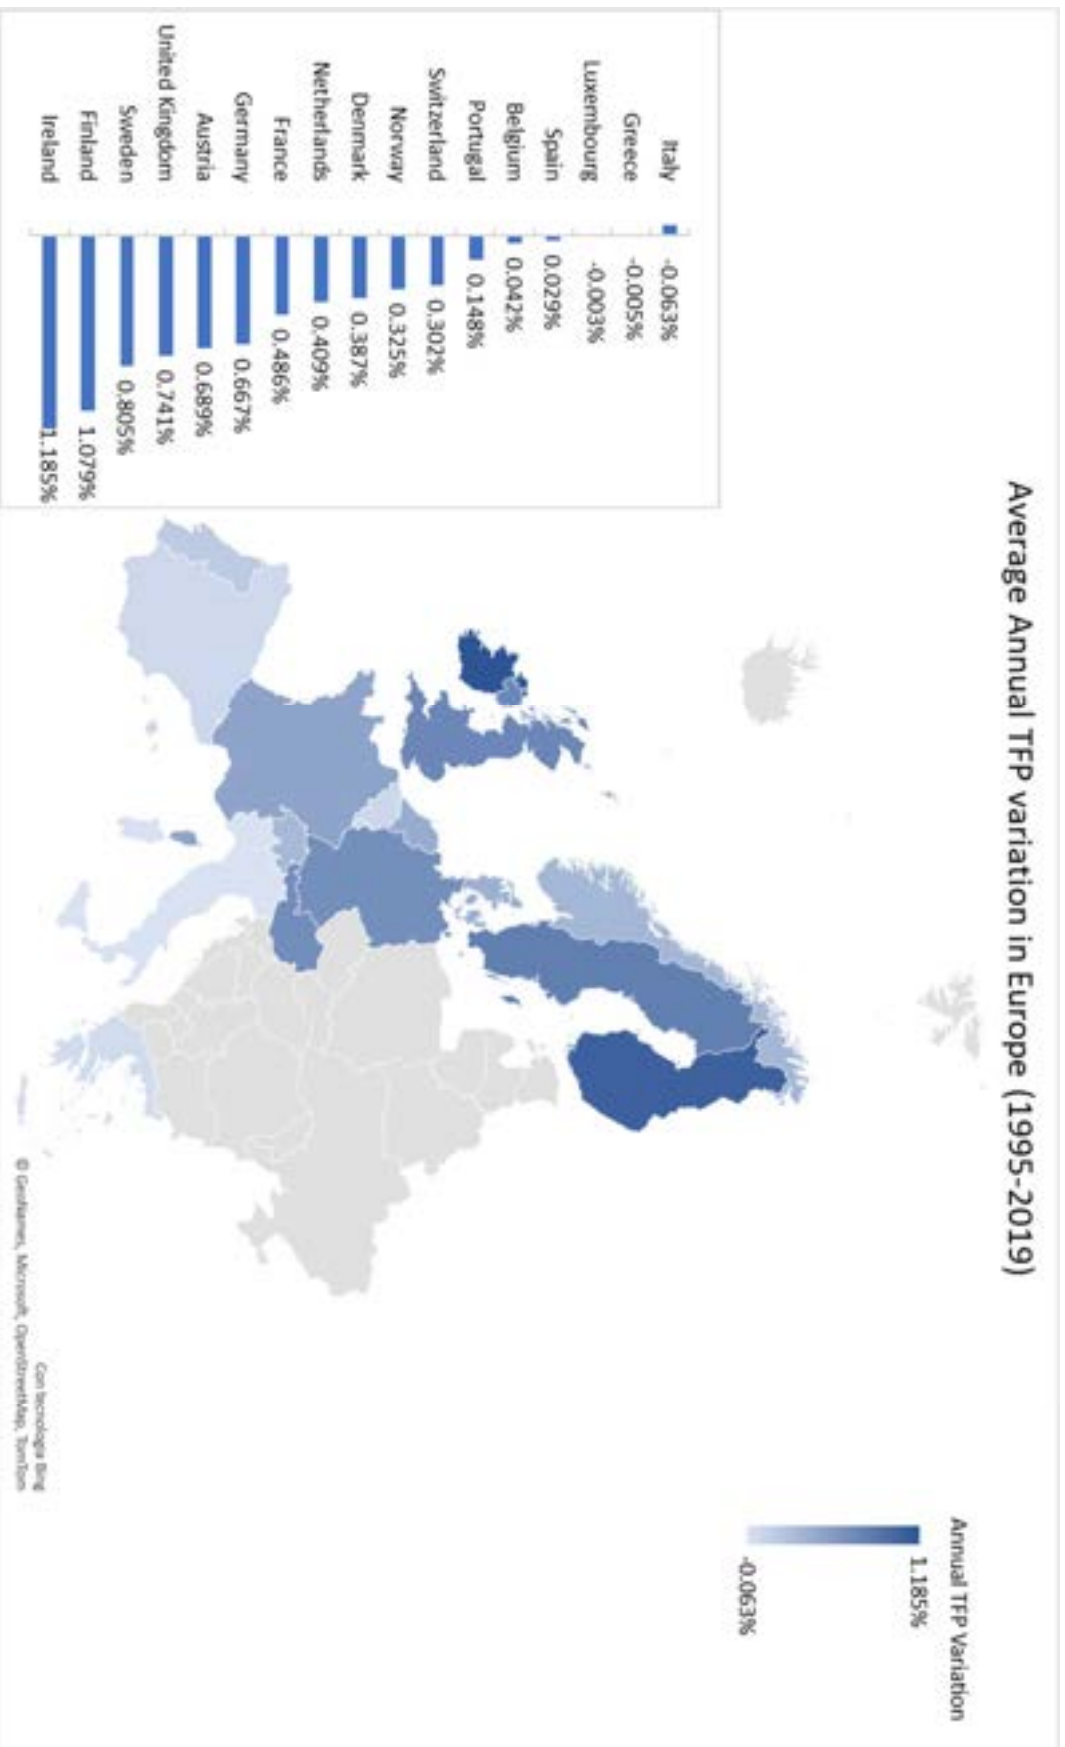 Average Annual TFP variation in Europe (1995-2019)
Annual TFP Variation
1.185%
-0.063%
Italy -0.063%
Greece -0.005%
Luxembourg -0.003%
Spain 0.029%
Belgium 0.042%
Portugal 0.148%
Switzerland 0.302%
Norway 0.325%
Denmark 0.387%
Netherlands 0.409%
France 0.486%
Germany 0.667%
Austria 0.689%
United Kingdom 0.741%
Sweden 0.805%
Finland 1.079%
Ireland 1.185%
Con tecnologia Bing
© GeoNames, Microsoft, OpenStreetMap, TomTom